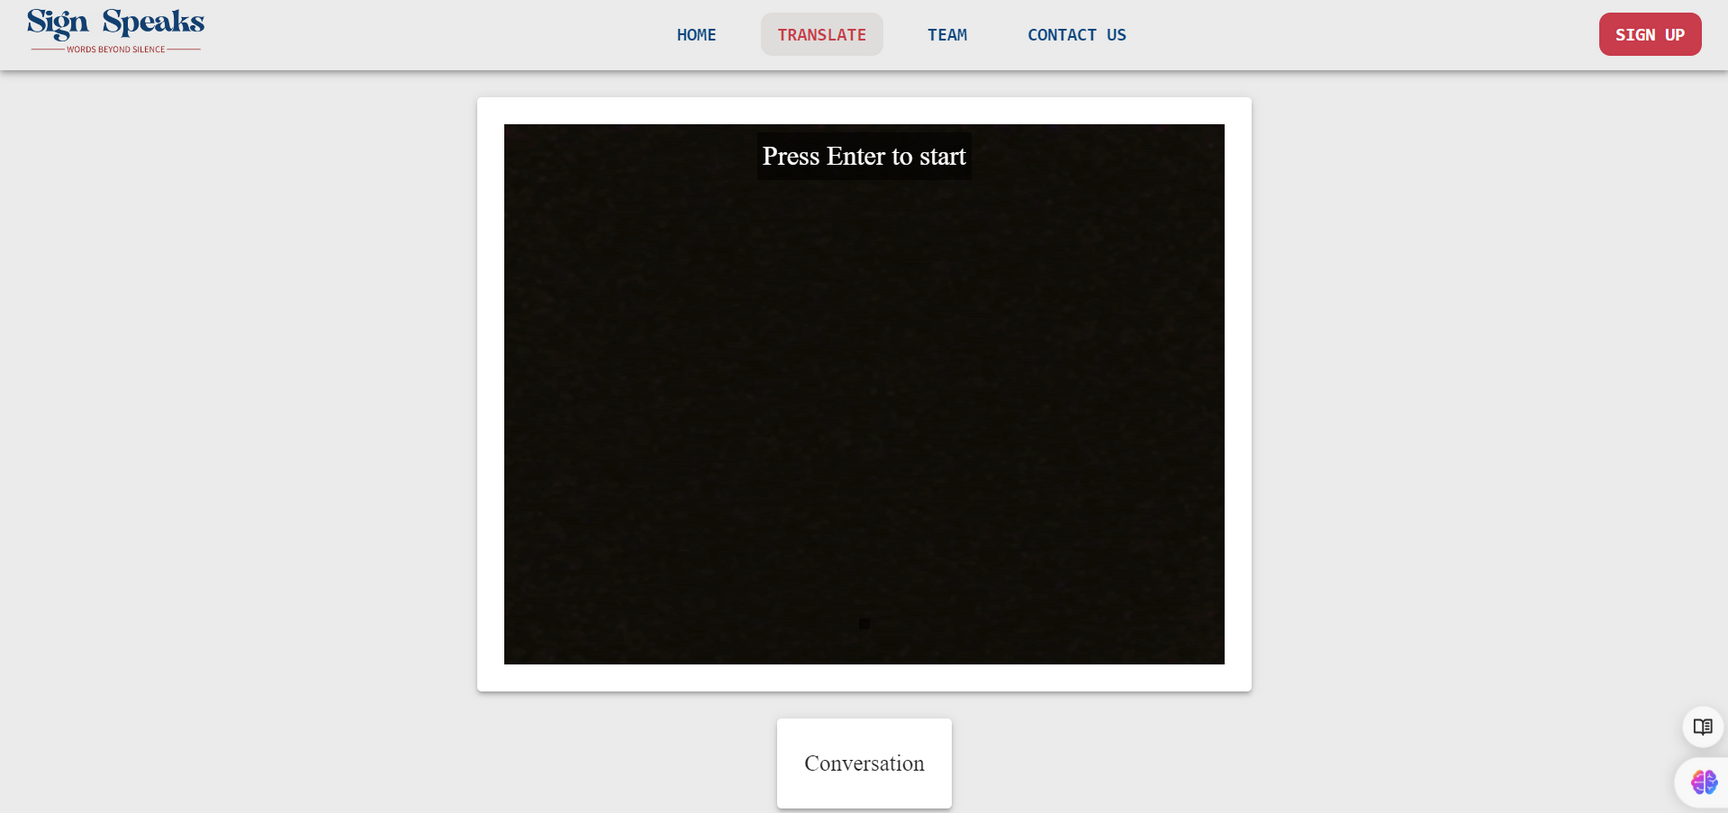 Sign Speaks
WORDS BEYOND SILENCE
HOME
TRANSLATE
TEAM
CONTACT US
SIGN UP
Press Enter to start
Conversation